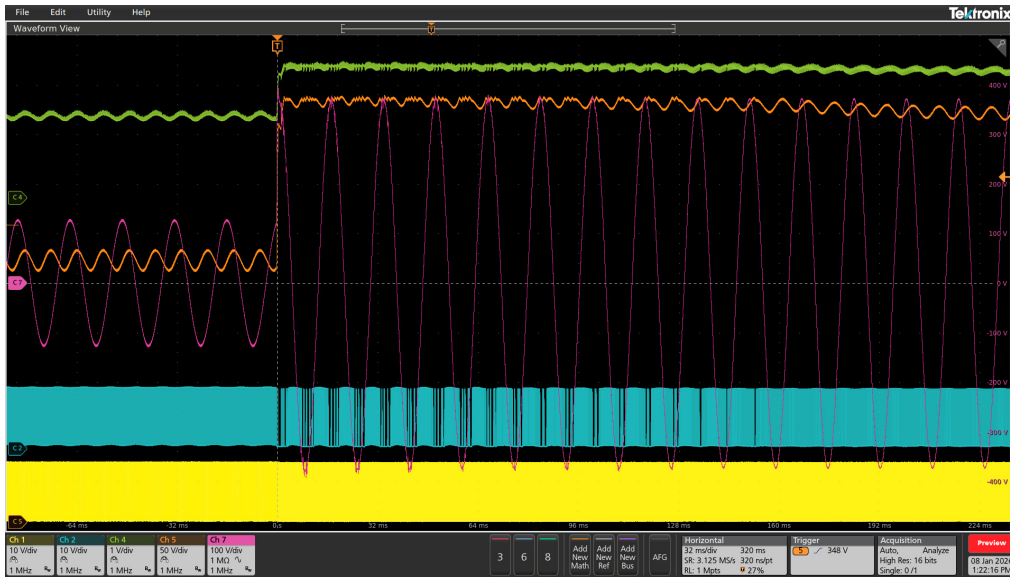 File Edit Utility Help
Tektronix
Waveform View
T
T
400 V
300 V
C4
200 V
100 V
C7
0 V
-100 V
-200 V
C2
-300 V
-400 V
C5
-64 ms -32 ms 0 s 32 ms 64 ms 96 ms 128 ms 160 ms 192 ms 224 ms
Ch 1
10 V/div
1 MHz
Ch 2
10 V/div
1 MHz
Ch 4
1 V/div
1 MHz
Ch 5
50 V/div
1 MHz
Ch 7
100 V/div
1 MΩ
1 MHz
3
6
8
Add
New
Math
Add
New
Ref
Add
New
Bus
AFG
Horizontal
32 ms/div 320 ms
SR: 3.125 MS/s 320 ns/pt
RL: 1 Mpts 27%
Trigger
5 348 V
Acquisition
Auto, Analyze
High Res: 16 bits
Single: 0 /1
Preview
08 Jan 202
1:22:16 PM